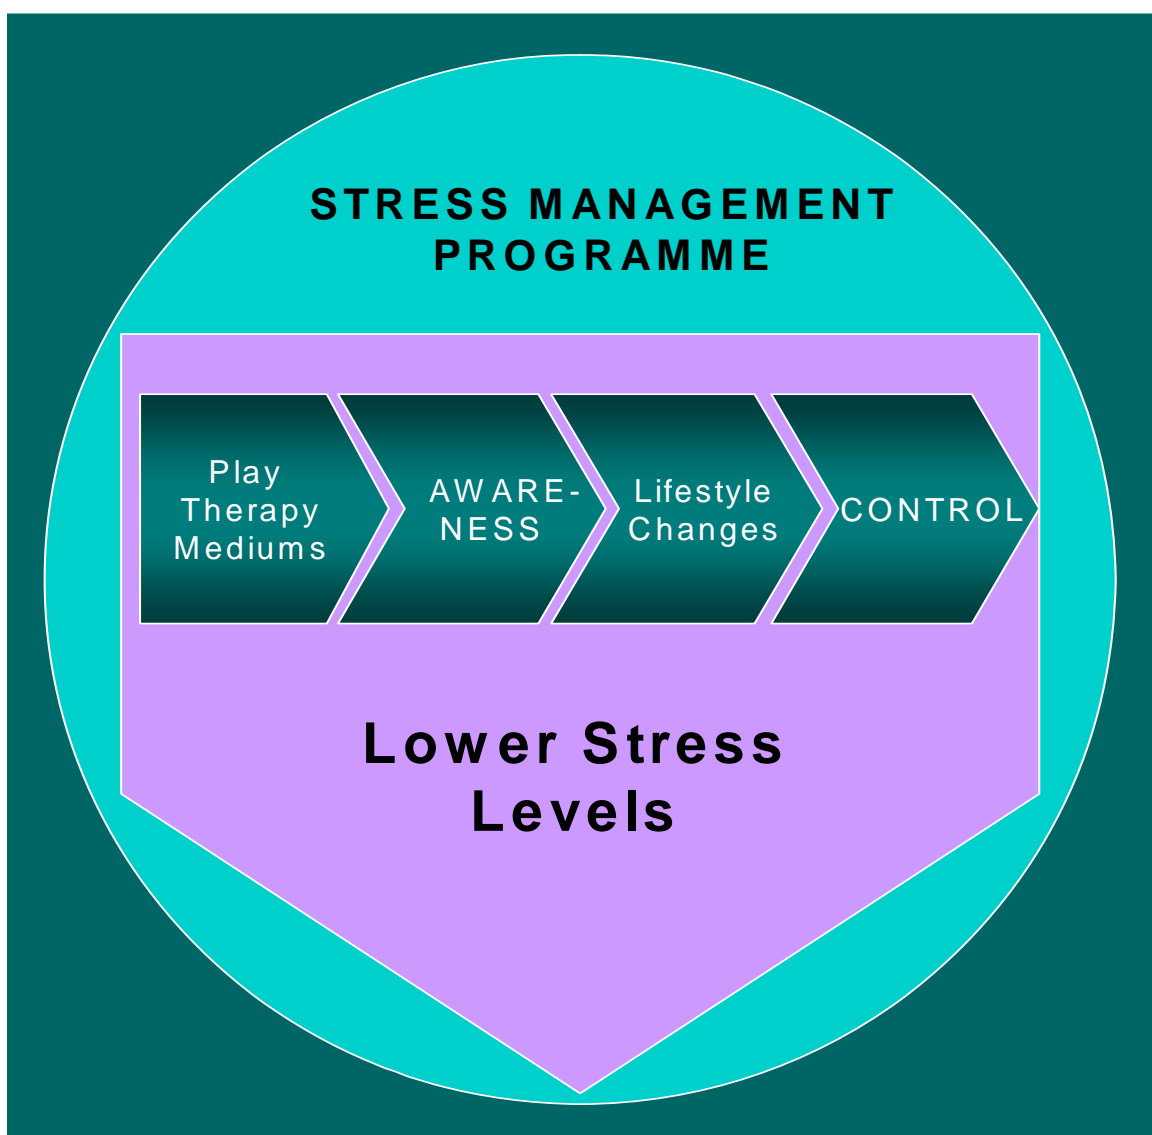 STRESS MANAGEMENT
PROGRAMME
Play
Therapy
Mediums
AWARE-
NESS
Lifestyle
Changes
CONTROL
Lower Stress
Levels